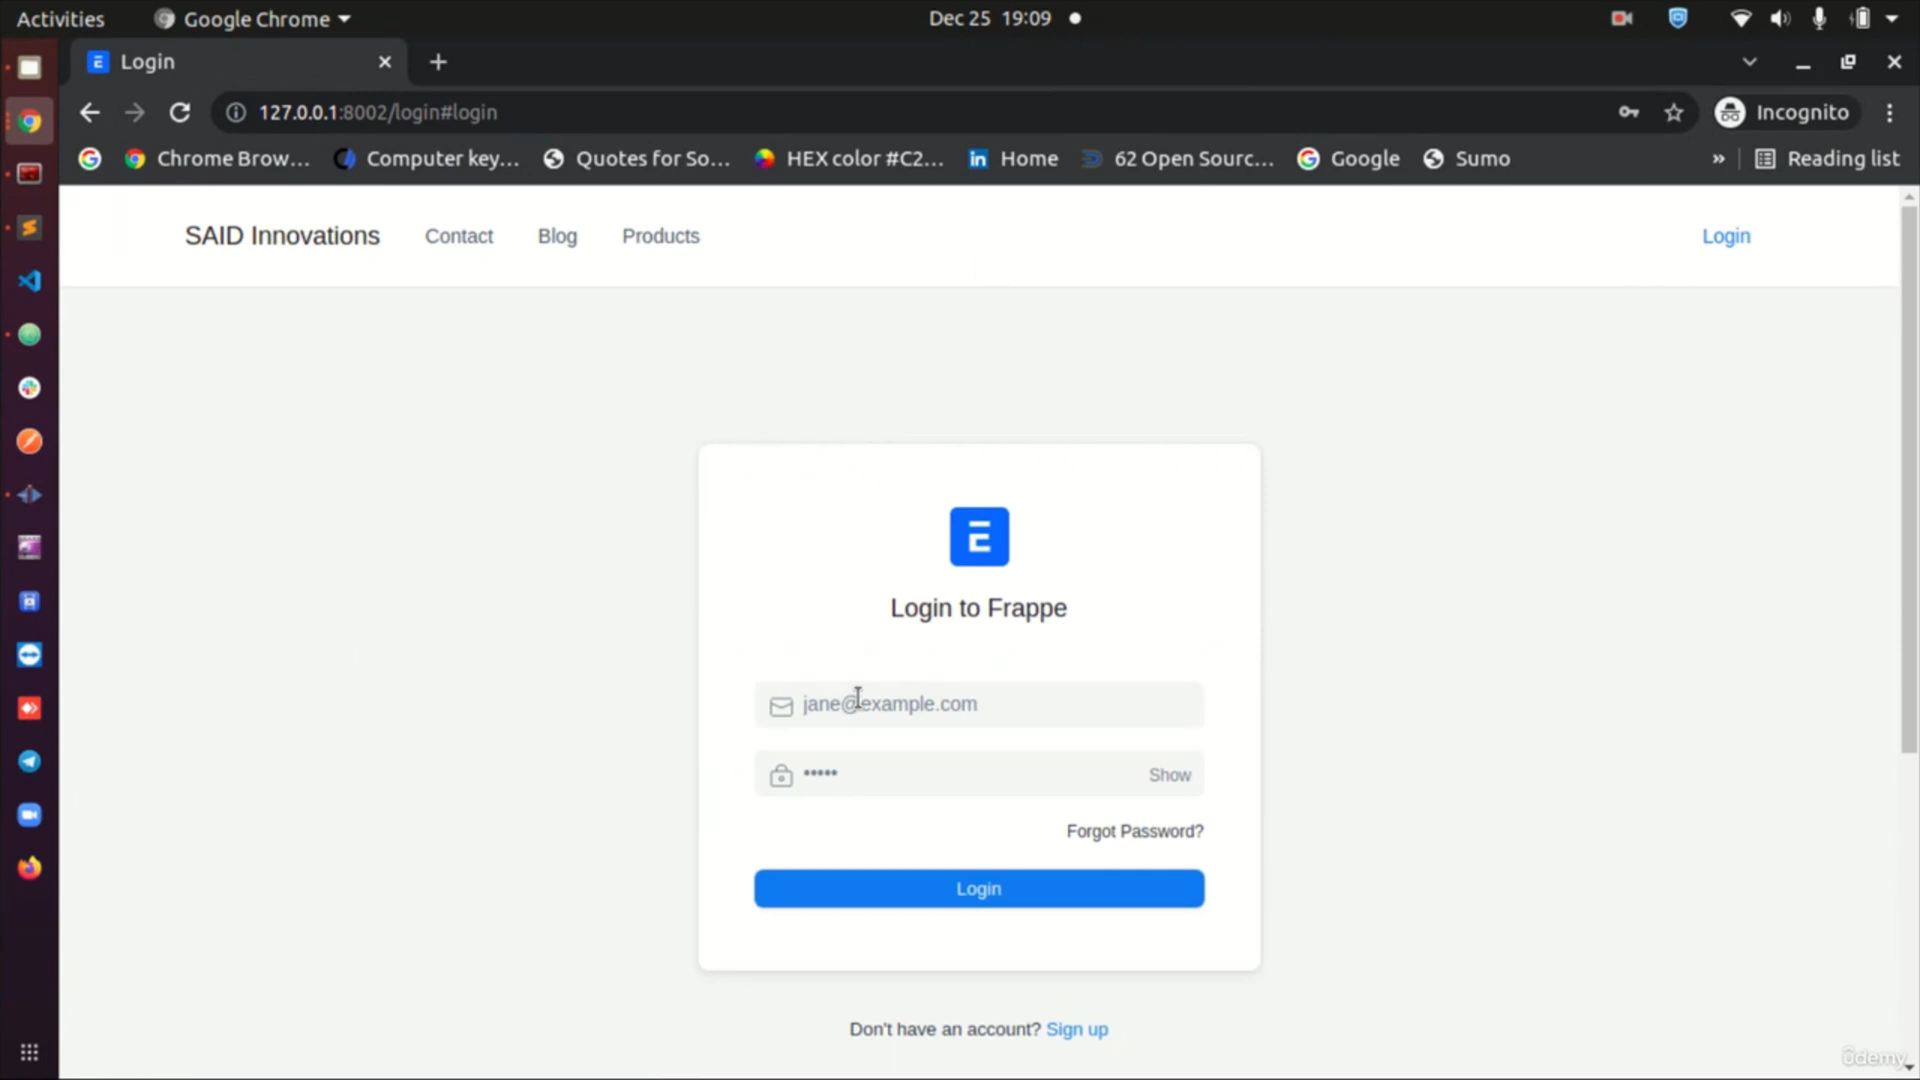 Activities Google Chrome Dec 25 19:09
Login
127.0.0.1:8002/login#login Incognito
Chrome Brow... Computer key... Quotes for So... HEX color #C2... Home 62 Open Sourc... Google Sumo » Reading list
SAID Innovations Contact Blog Products Login
Login to Frappe
jane@example.com
••••• Show
Forgot Password?
Login
Don't have an account? Sign up
ûdemy